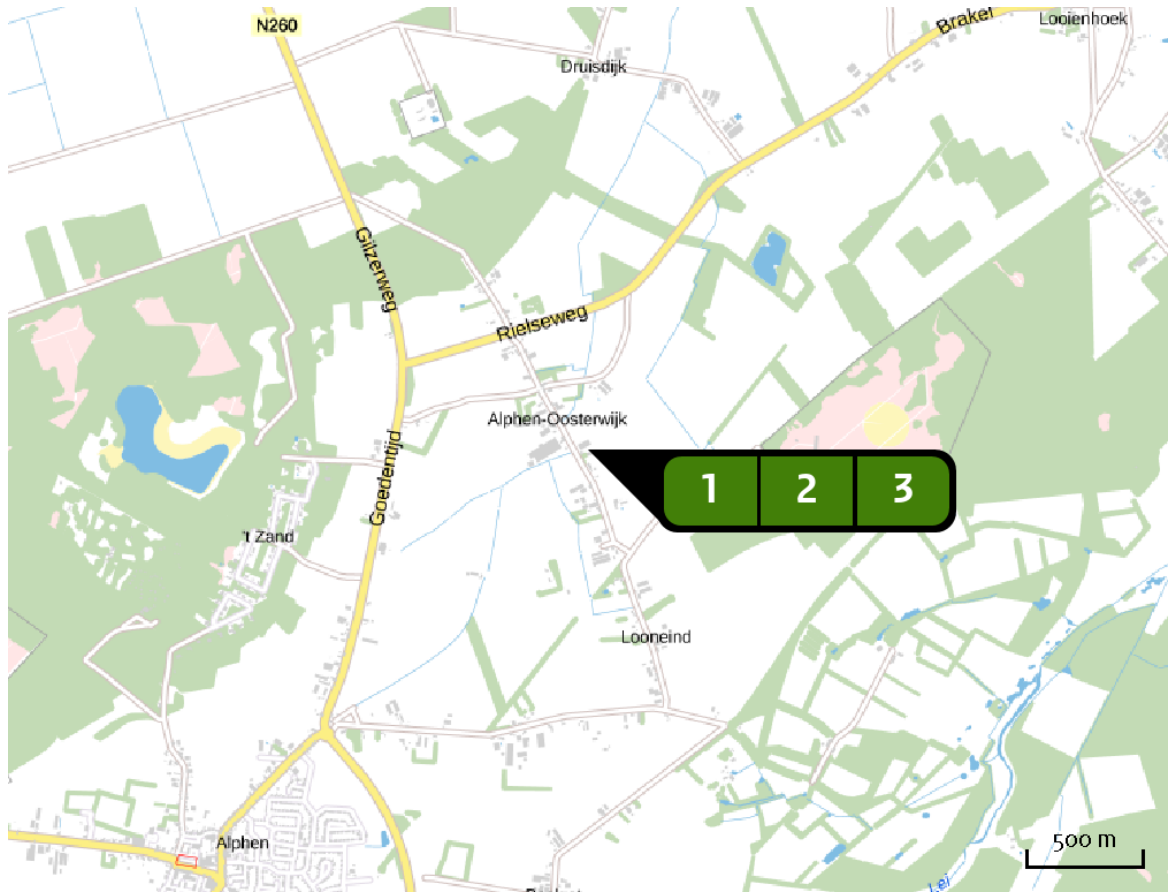 N260
Brakel
Looienhoek
Druisdijk
Gilzerweg
Rielseweg
Alphen-Oosterwijk
Goedentijd
1 2 3
't Zand
Looneind
500 m
Alphen
Lei